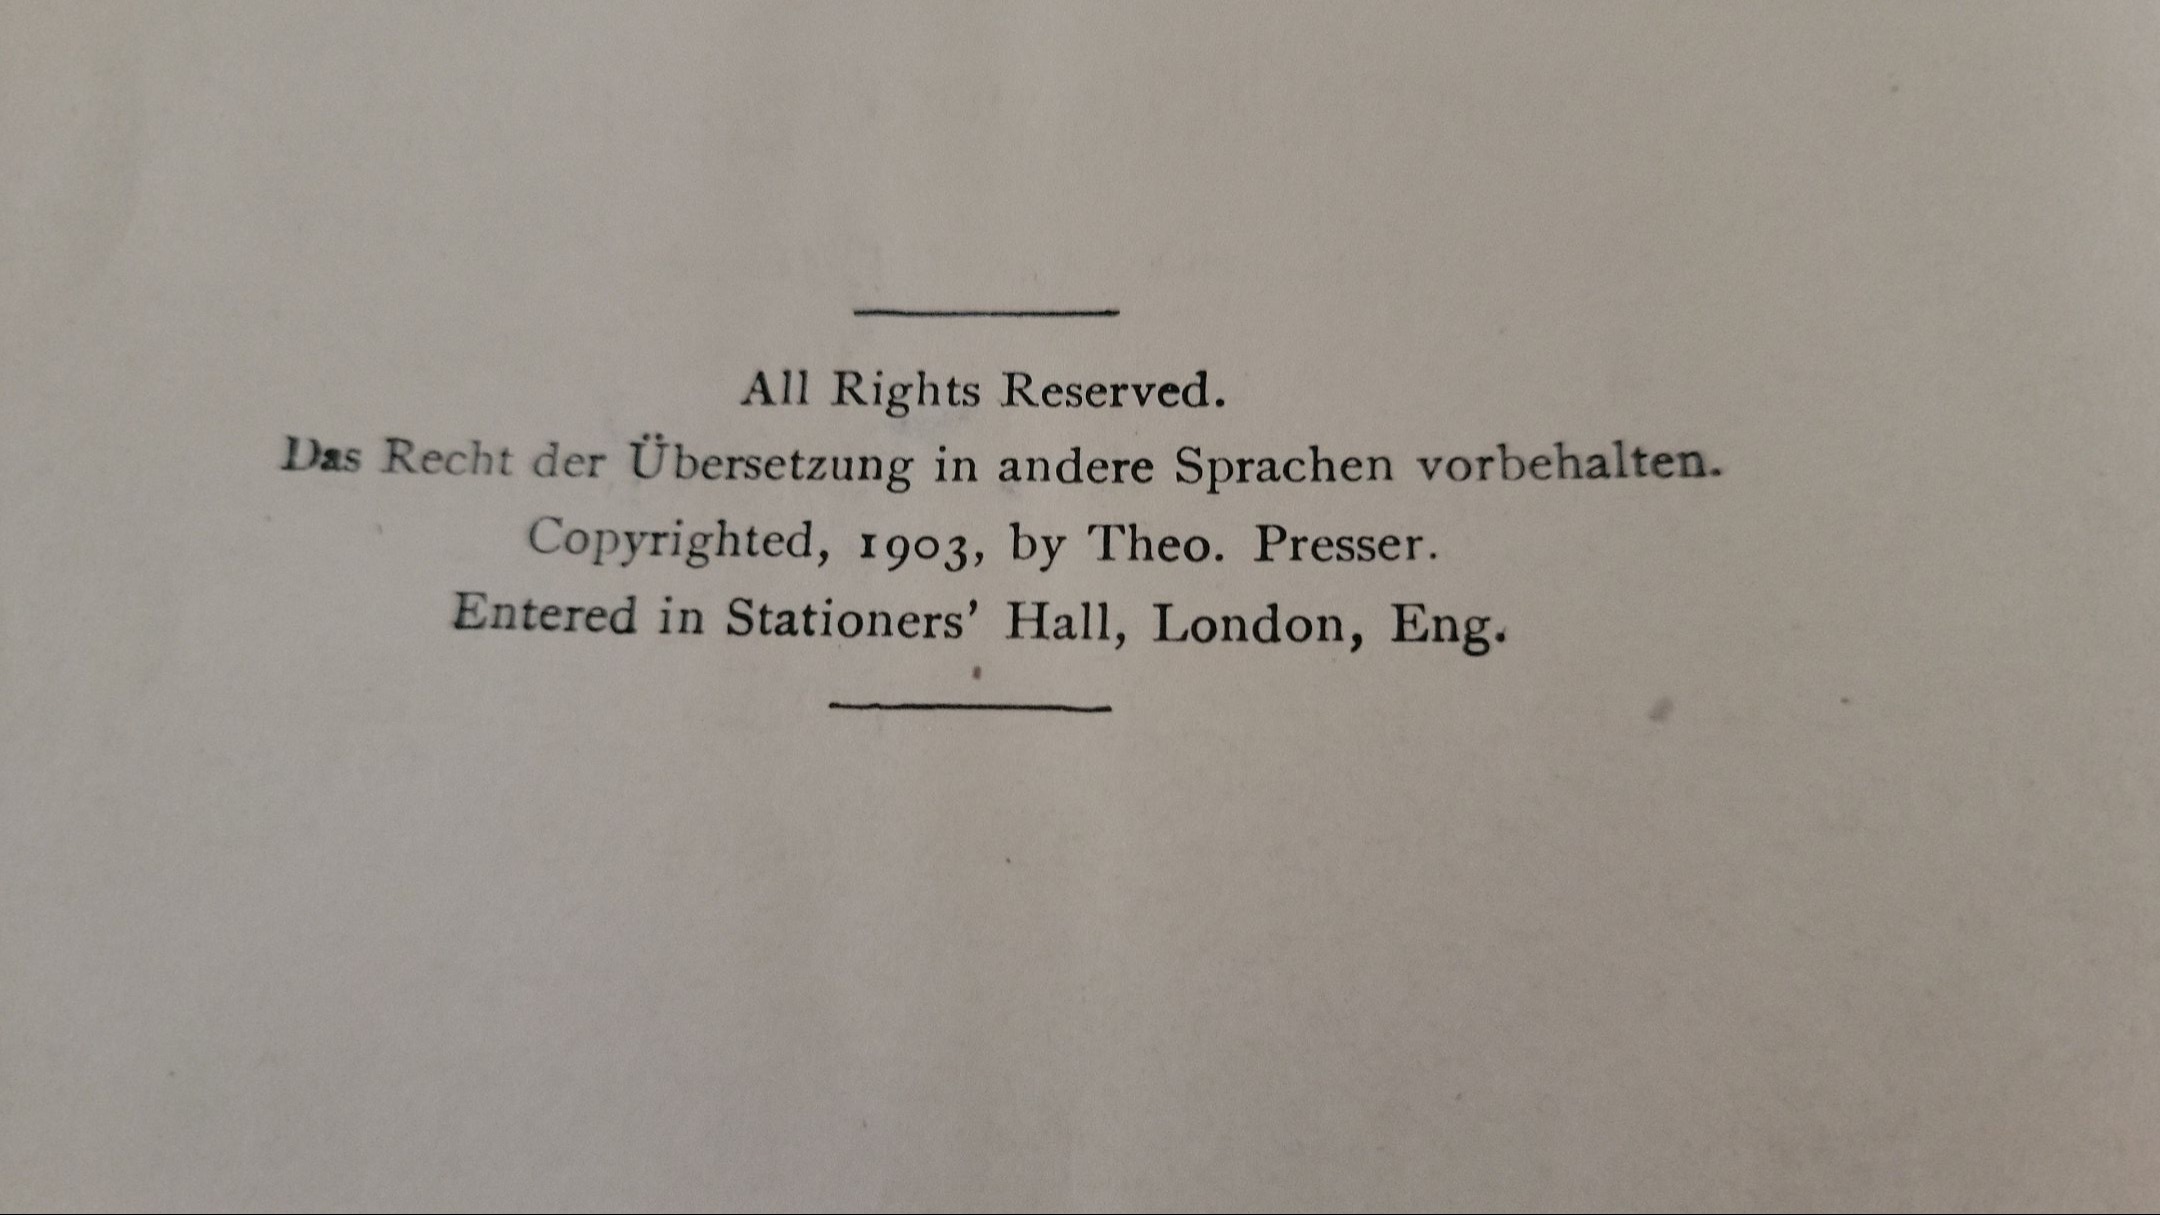 All Rights Reserved.
Das Recht der Übersetzung in andere Sprachen vorbehalten.
Copyrighted, 1903, by Theo. Presser.
Entered in Stationers’ Hall, London, Eng.